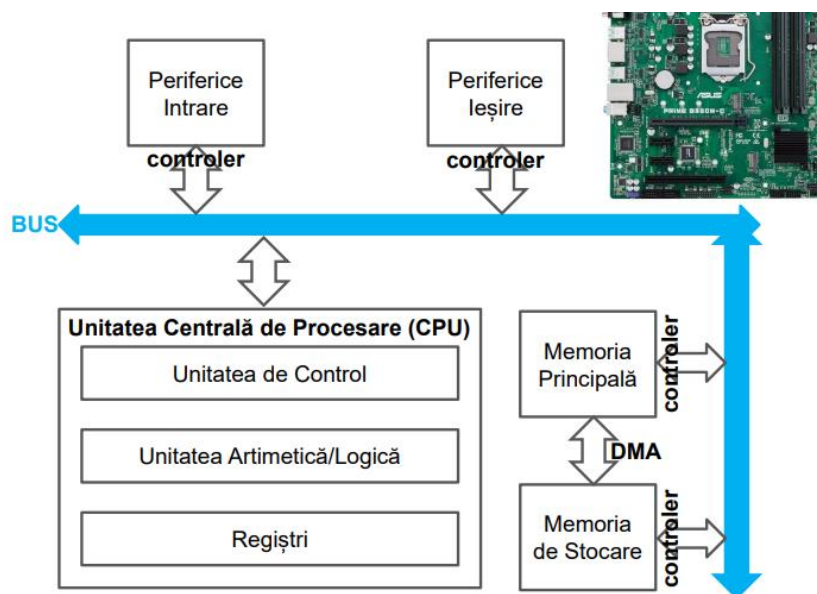 Periferice
Intrare
controler
Periferice
Ieșire
controler
ASUS
BUS
Unitatea Centrală de Procesare (CPU)
Unitatea de Control
Unitatea Artimetică/Logică
Regiștri
Memoria
Principală
controler
DMA
Memoria
de Stocare
controler